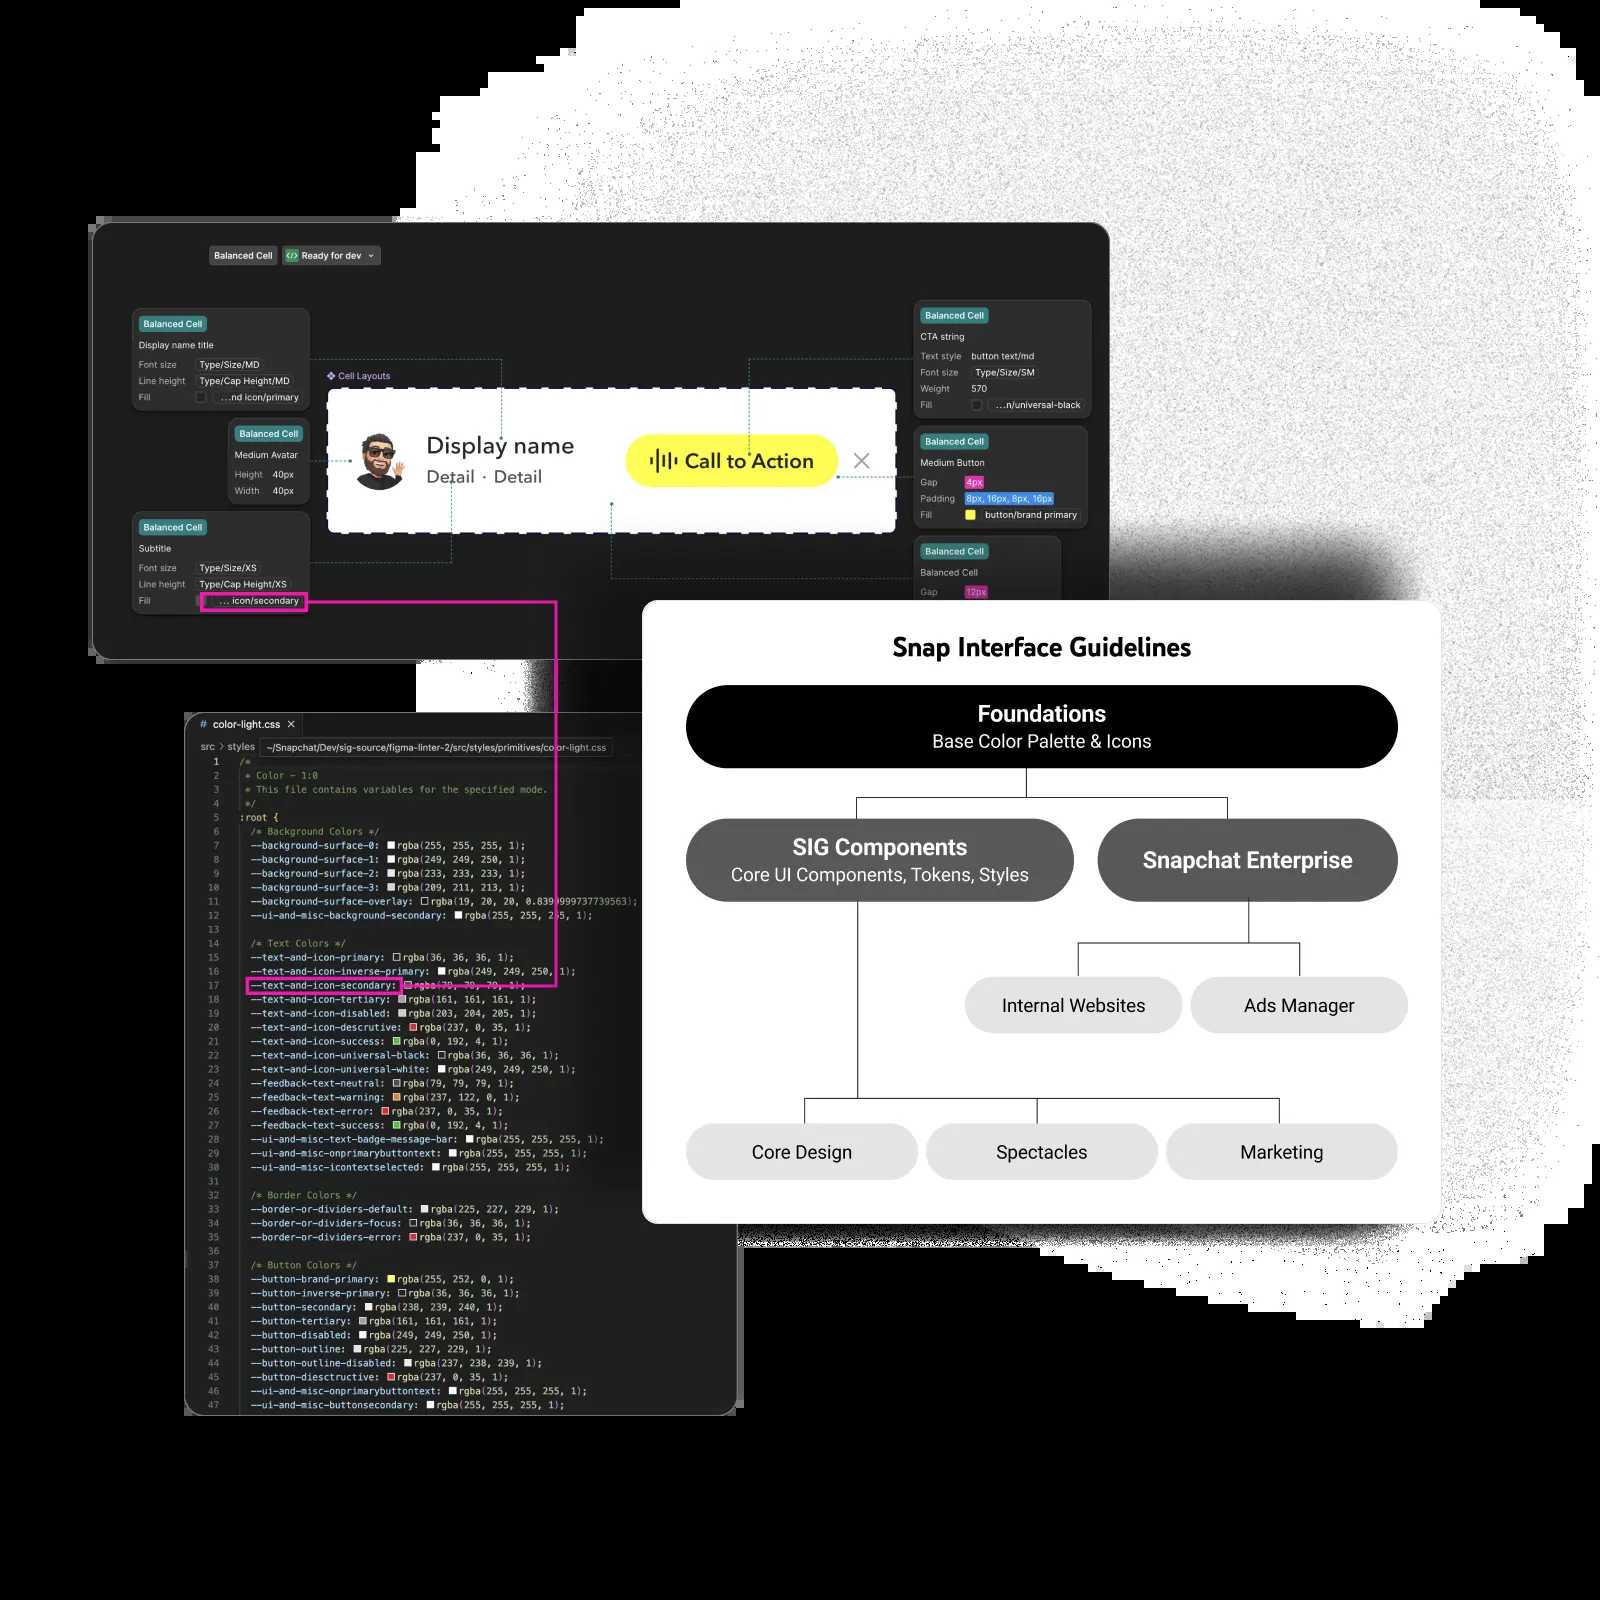 Balanced Cell
Ready for dev
Balanced Cell
Display name title
Font size Type/Size/MD
Line height Type/Cap Height/MD
Fill ...nd icon/primary
Balanced Cell
Medium Avatar
Height 40px
Width 40px
Balanced Cell
Subtitle
Font size Type/Size/XS
Line height Type/Cap Height/XS
Fill ... icon/secondary
Cell Layouts
Display name
Detail · Detail
Call to Action
Balanced Cell
CTA string
Text style button text/md
Font size Type/Size/SM
Weight 570
Fill ...n/universal-black
Balanced Cell
Medium Button
Gap 4px
Padding 8px, 16px, 8px, 16px
Fill button/brand primary
Balanced Cell
Balanced Cell
Gap 12px
# color-light.css ×
src > styles ~/Snapchat/Dev/sig-source/figma-linter-2/src/styles/primitives/color-light.css
1 /*
2 * Color – 1:0
3 * This file contains variables for the specified mode.
4 */
5 :root {
6 /* Background Colors */
7 --background-surface-0: rgba(255, 255, 255, 1);
8 --background-surface-1: rgba(249, 249, 250, 1);
9 --background-surface-2: rgba(233, 233, 233, 1);
10 --background-surface-3: rgba(209, 211, 213, 1);
11 --background-surface-overlay: rgba(19, 20, 20, 0.8399999737739563);
12 --ui-and-misc-background-secondary: rgba(255, 255, 255, 1);
13
14 /* Text Colors */
15 --text-and-icon-primary: rgba(36, 36, 36, 1);
16 --text-and-icon-inverse-primary: rgba(249, 249, 250, 1);
17 --text-and-icon-secondary: rgba(79, 79, 79, 1);
18 --text-and-icon-tertiary: rgba(161, 161, 161, 1);
19 --text-and-icon-disabled: rgba(203, 204, 205, 1);
20 --text-and-icon-descrutive: rgba(237, 0, 35, 1);
21 --text-and-icon-success: rgba(0, 192, 4, 1);
22 --text-and-icon-universal-black: rgba(36, 36, 36, 1);
23 --text-and-icon-universal-white: rgba(249, 249, 250, 1);
24 --feedback-text-neutral: rgba(79, 79, 79, 1);
25 --feedback-text-warning: rgba(237, 122, 0, 1);
26 --feedback-text-error: rgba(237, 0, 35, 1);
27 --feedback-text-success: rgba(0, 192, 4, 1);
28 --ui-and-misc-text-badge-message-bar: rgba(255, 255, 255, 1);
29 --ui-and-misc-onprimarybuttontext: rgba(255, 255, 255, 1);
30 --ui-and-misc-icontextselected: rgba(255, 255, 255, 1);
31
32 /* Border Colors */
33 --border-or-dividers-default: rgba(225, 227, 229, 1);
34 --border-or-dividers-focus: rgba(36, 36, 36, 1);
35 --border-or-dividers-error: rgba(237, 0, 35, 1);
36
37 /* Button Colors */
38 --button-brand-primary: rgba(255, 252, 0, 1);
39 --button-inverse-primary: rgba(36, 36, 36, 1);
40 --button-secondary: rgba(238, 239, 240, 1);
41 --button-tertiary: rgba(161, 161, 161, 1);
42 --button-disabled: rgba(249, 249, 250, 1);
43 --button-outline: rgba(225, 227, 229, 1);
44 --button-outline-disabled: rgba(237, 238, 239, 1);
45 --button-diesctructive: rgba(237, 0, 35, 1);
46 --ui-and-misc-onprimarybuttontext: rgba(255, 255, 255, 1);
47 --ui-and-misc-buttonsecondary: rgba(255, 255, 255, 1);
Snap Interface Guidelines
Foundations
Base Color Palette & Icons
SIG Components
Core UI Components, Tokens, Styles
Snapchat Enterprise
Internal Websites
Ads Manager
Core Design
Spectacles
Marketing